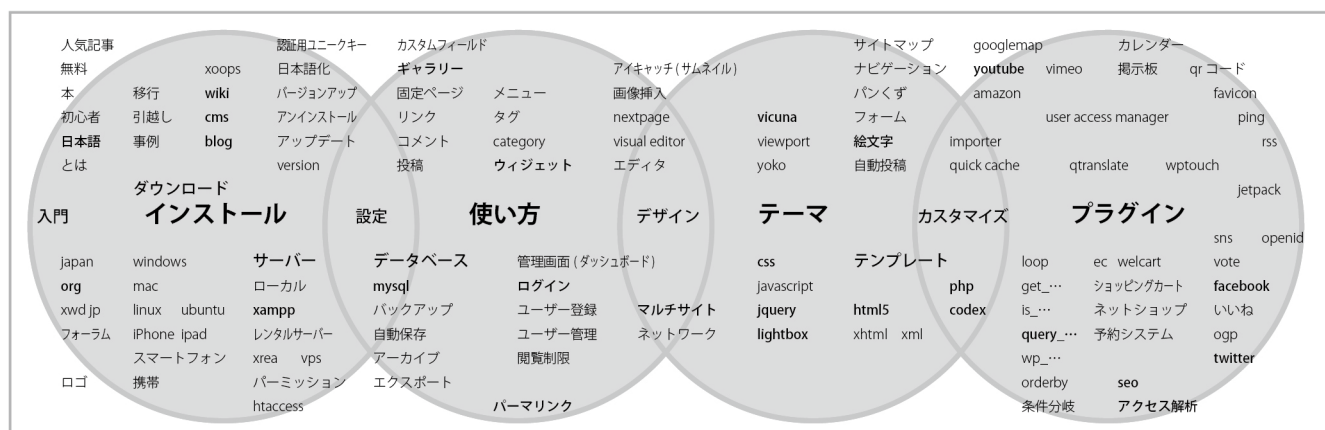 人気記事 認証用ユニークキー カスタムフィールド サイトマップ googlemap カレンダー
無料 xoops 日本語化 ギャラリー アイキャッチ(サムネイル) ナビゲーション youtube vimeo 掲示板 qrコード
本 移行 wiki バージョンアップ 固定ページ メニュー 画像挿入 パンくず amazon favicon
初心者 引越し cms アンインストール リンク タグ nextpage vicuna フォーム user access manager ping
日本語 事例 blog アップデート コメント category visual editor viewport 絵文字 importer rss
とは version 投稿 ウィジェット エディタ yoko 自動投稿 quick cache qtranslate wptouch
ダウンロード jetpack
入門 インストール 設定 使い方 デザイン テーマ カスタマイズ プラグイン
sns openid
japan windows サーバー データベース 管理画面(ダッシュボード) css テンプレート loop ec welcart vote
org mac ローカル mysql ログイン javascript php get_… ショッピングカート facebook
xwd jp linux ubuntu xampp バックアップ ユーザー登録 マルチサイト jquery html5 codex is_… ネットショップ いいね
フォーラム iPhone ipad レンタルサーバー 自動保存 ユーザー管理 ネットワーク lightbox xhtml xml query_… 予約システム ogp
スマートフォン xrea vps アーカイブ 閲覧制限 wp_… twitter
ロゴ 携帯 パーミッション エクスポート orderby seo
htaccess パーマリンク 条件分岐 アクセス解析